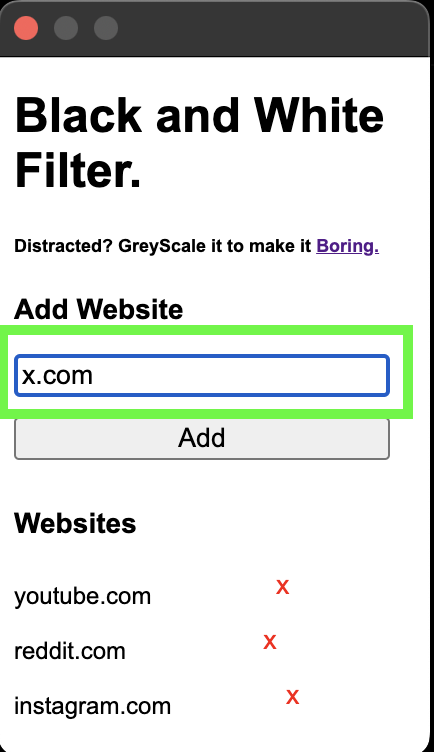 Black and White
Filter.
Distracted? GreyScale it to make it Boring.
Add Website
x.com
Add
Websites
youtube.com x
reddit.com x
instagram.com x